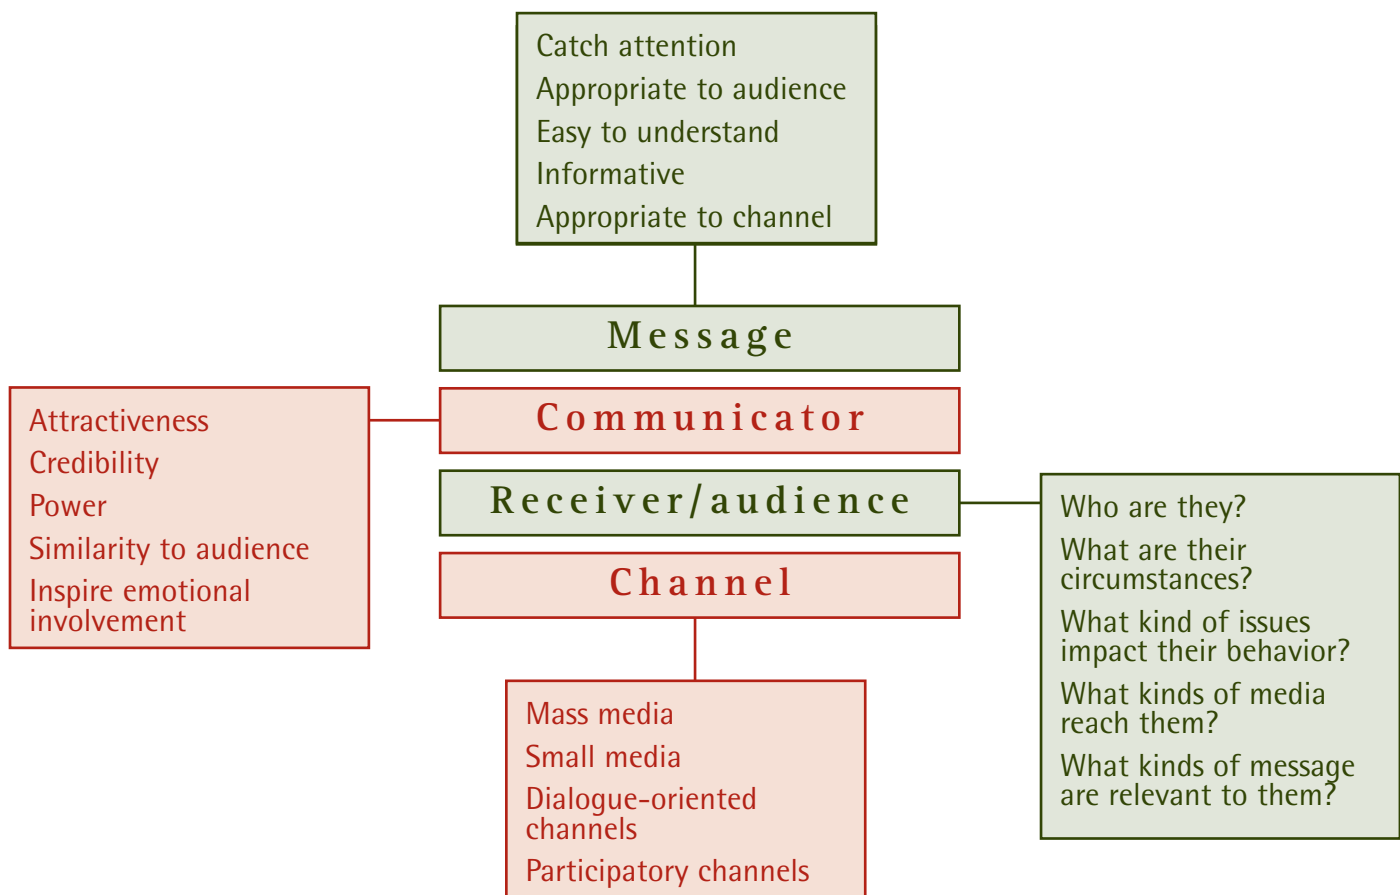 Catch attention
Appropriate to audience
Easy to understand
Informative
Appropriate to channel
Message
Communicator
Attractiveness
Credibility
Power
Similarity to audience
Inspire emotional
involvement
Receiver/audience
Who are they?
What are their
circumstances?
What kind of issues
impact their behavior?
What kinds of media
reach them?
What kinds of message
are relevant to them?
Channel
Mass media
Small media
Dialogue-oriented
channels
Participatory channels